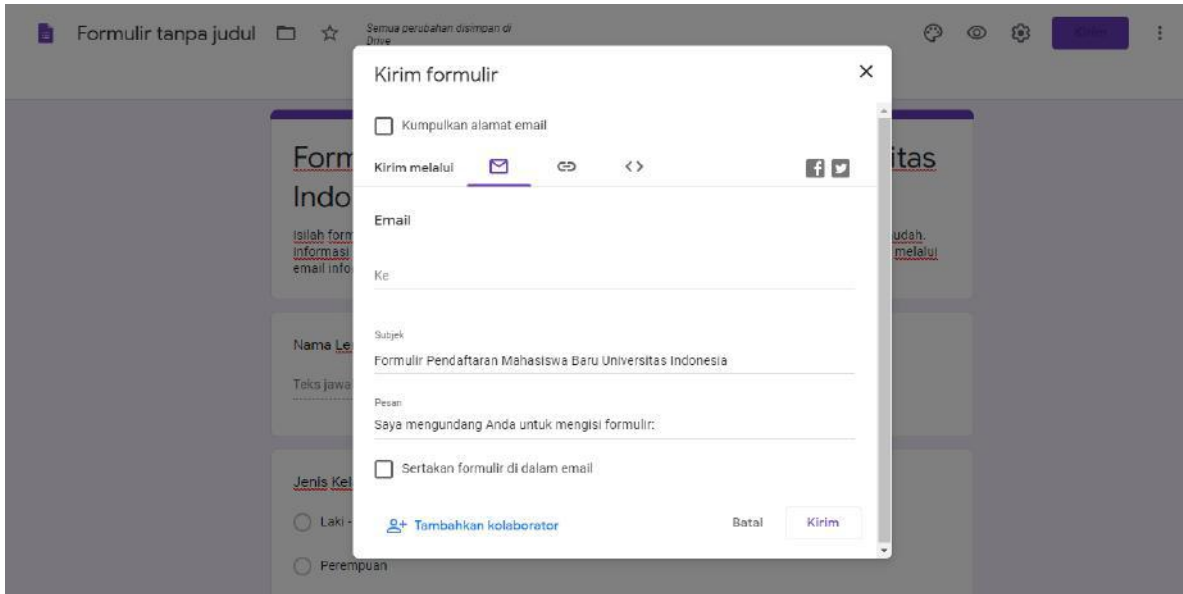 Formulir tanpa judul
Semua perubahan disimpan di
Drive
Kirim
Kirim formulir
Kumpulkan alamat email
Form
itas
Kirim melalui
Indo
Email
Isilah form
udah.
Informasi
melalui
email info
Ke
Subjek
Nama Le
Formulir Pendaftaran Mahasiswa Baru Universitas Indonesia
Teks jawa
Pesan
Saya mengundang Anda untuk mengisi formulir:
Sertakan formulir di dalam email
Jenis Kel
Laki -
Tambahkan kolaborator
Batal
Kirim
Perempuan